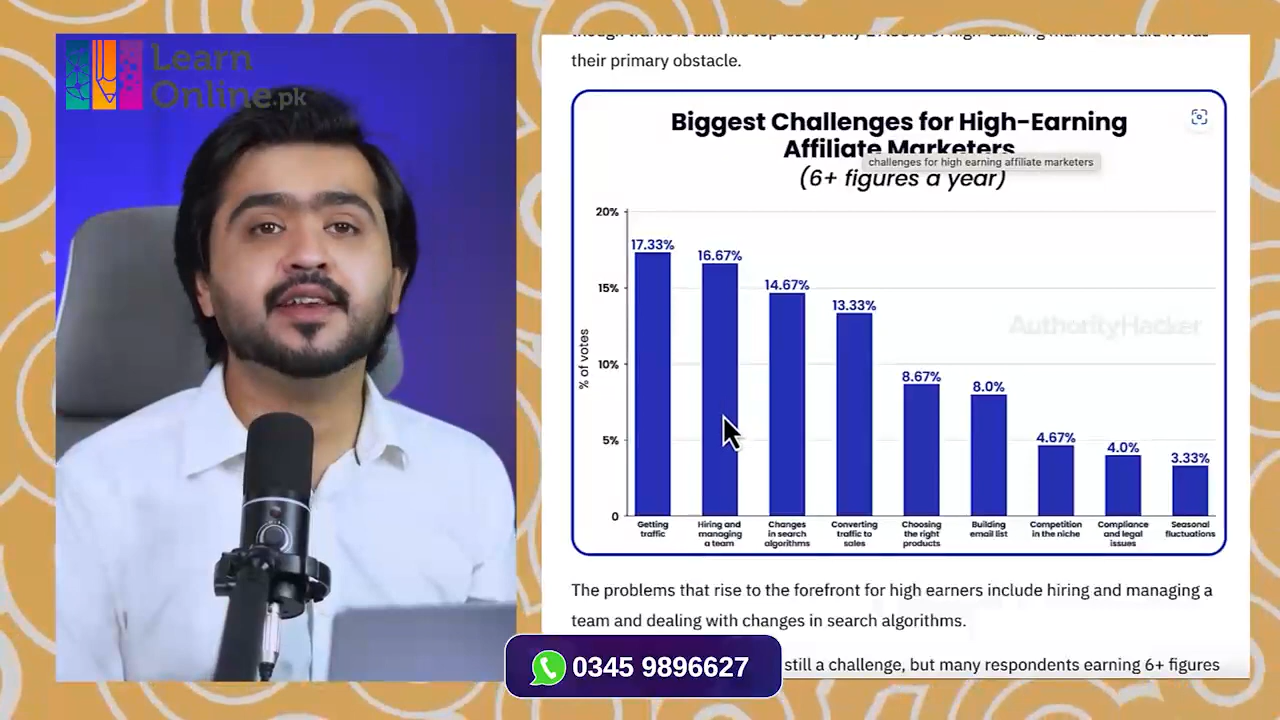 Learn
Online.pk
their primary obstacle.
Biggest Challenges for High-Earning
Affiliate Marketers
challenges for high earning affiliate marketers
(6+ figures a year)
AuthorityHacker
% of votes
20%
15%
10%
5%
0
17.33%
16.67%
14.67%
13.33%
8.67%
8.0%
4.67%
4.0%
3.33%
Getting
traffic
Hiring and
managing
a team
Changes
in search
algorithms
Converting
traffic to
sales
Choosing
the right
products
Building
email list
Competition
in the niche
Compliance
and legal
issues
Seasonal
fluctuations
The problems that rise to the forefront for high earners include hiring and managing a
team and dealing with changes in search algorithms.
still a challenge, but many respondents earning 6+ figures
0345 9896627